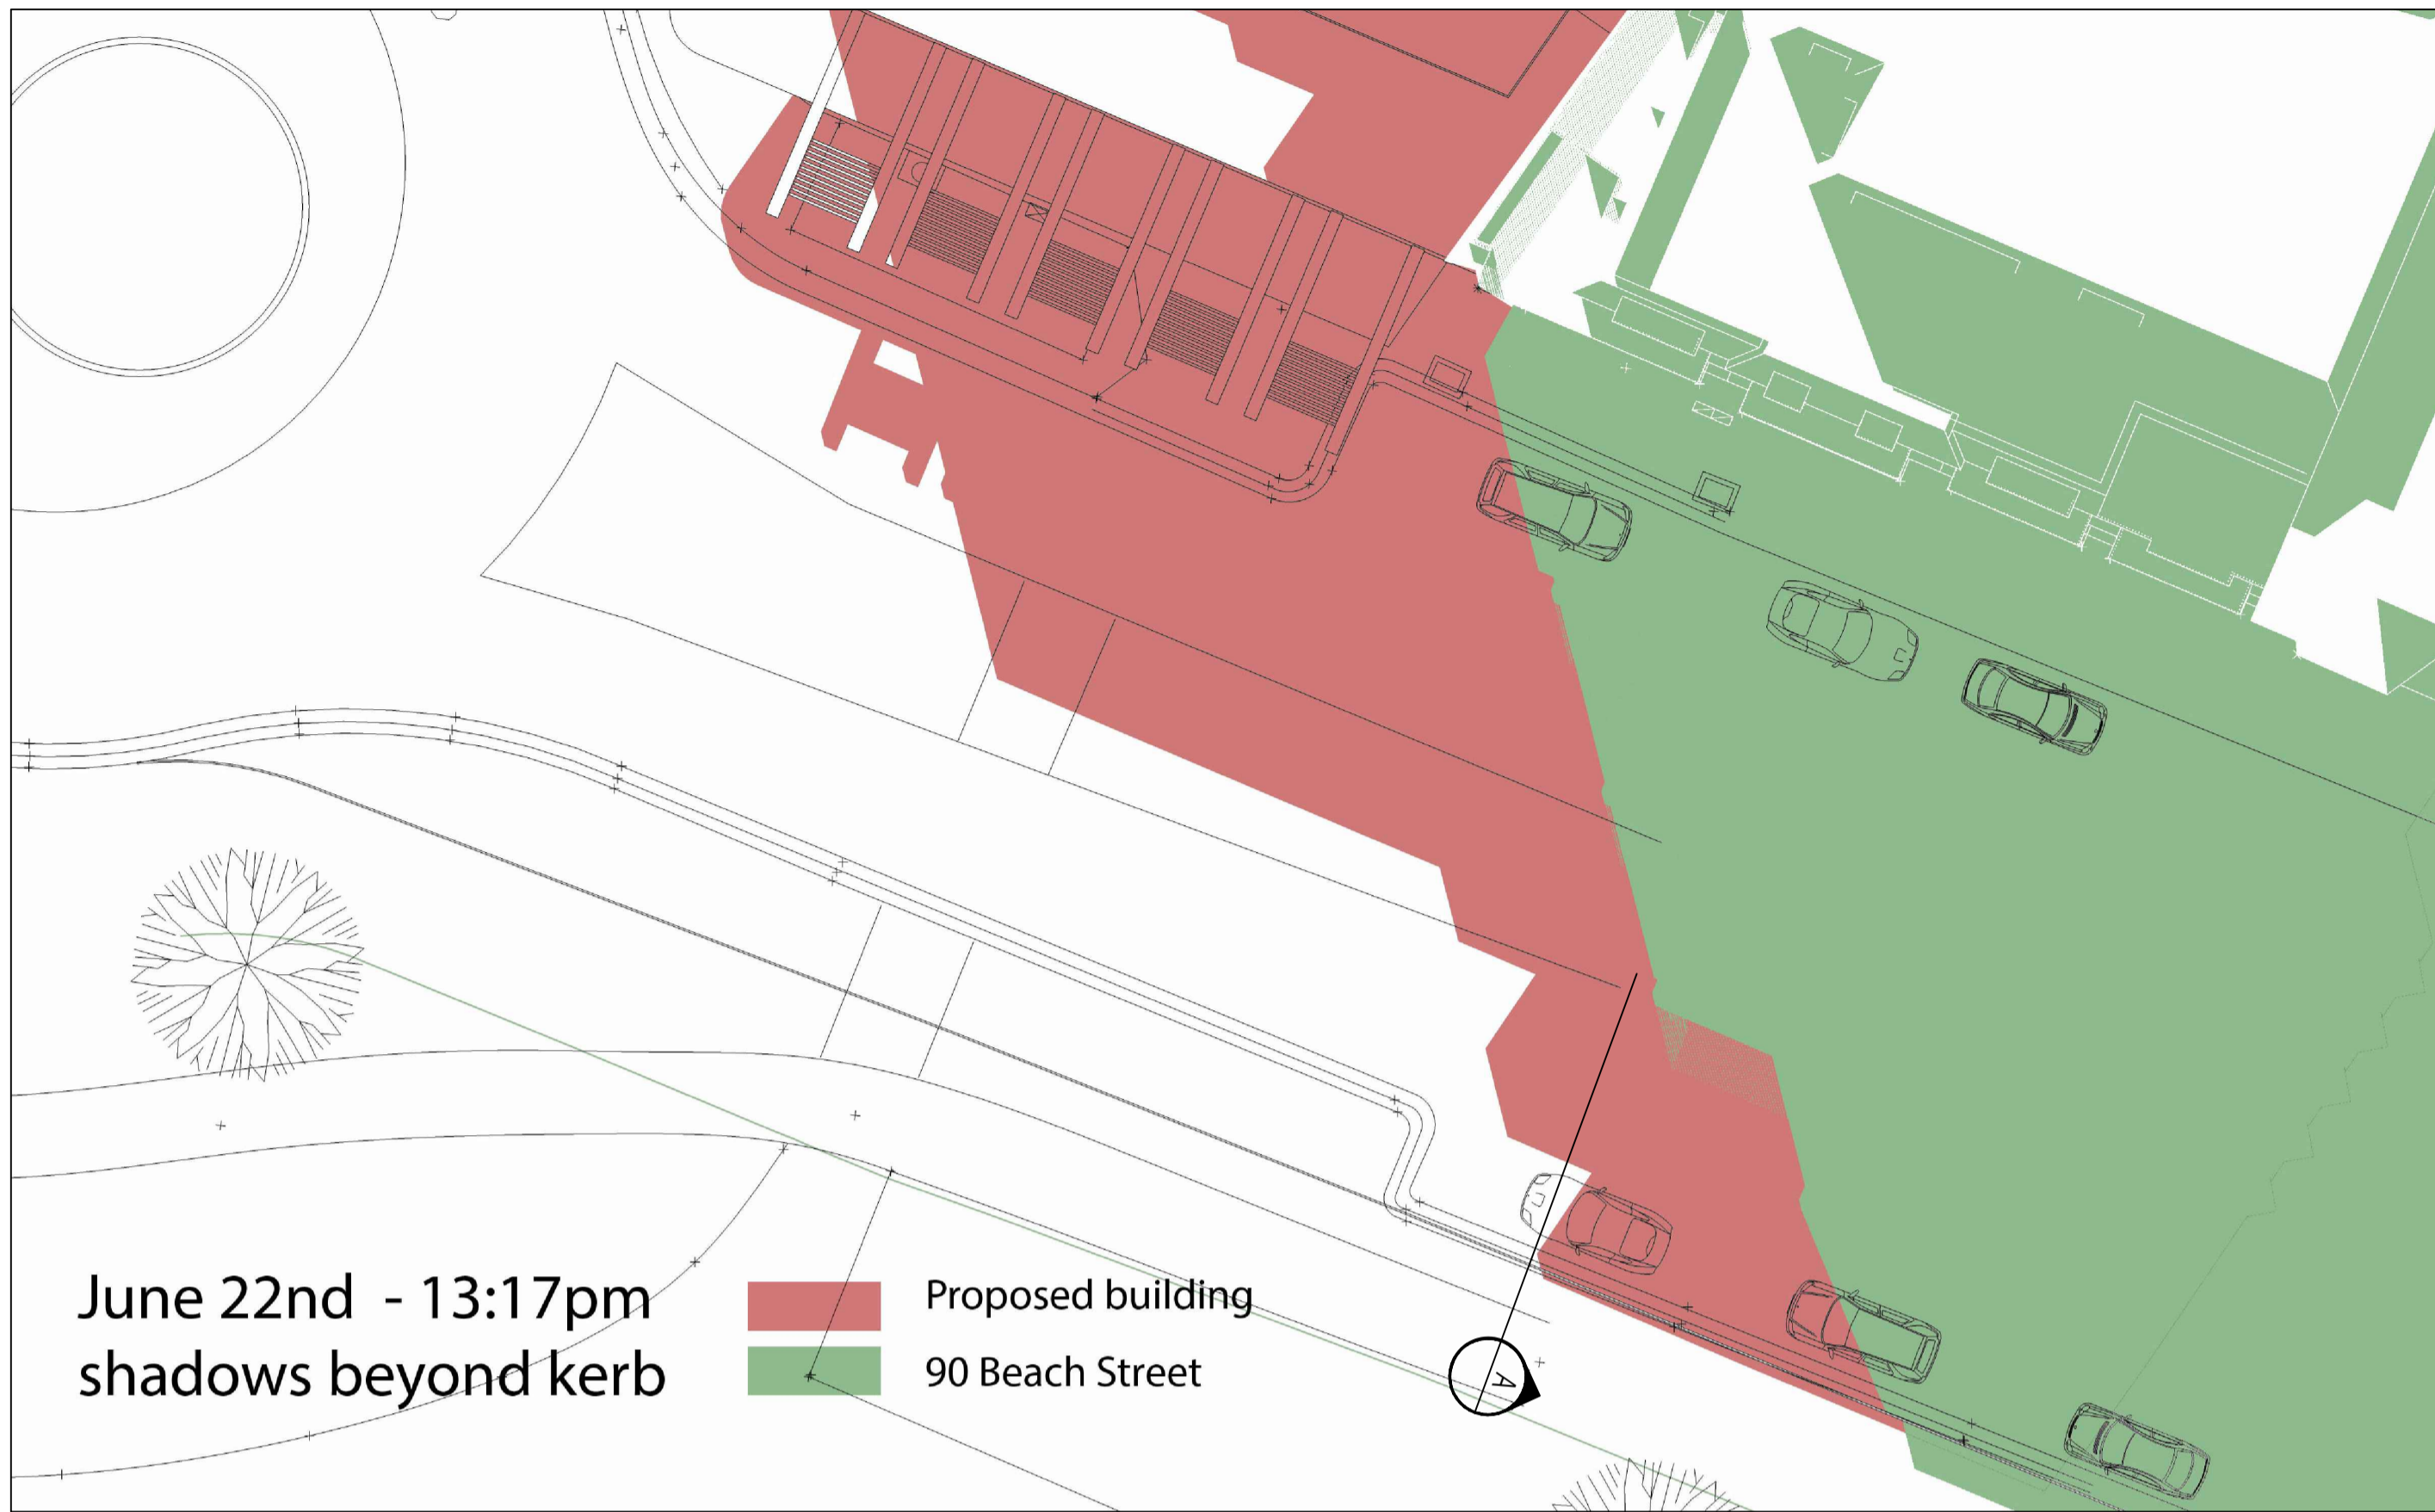 June 22nd - 13:17pm
shadows beyond kerb
Proposed building
90 Beach Street
A